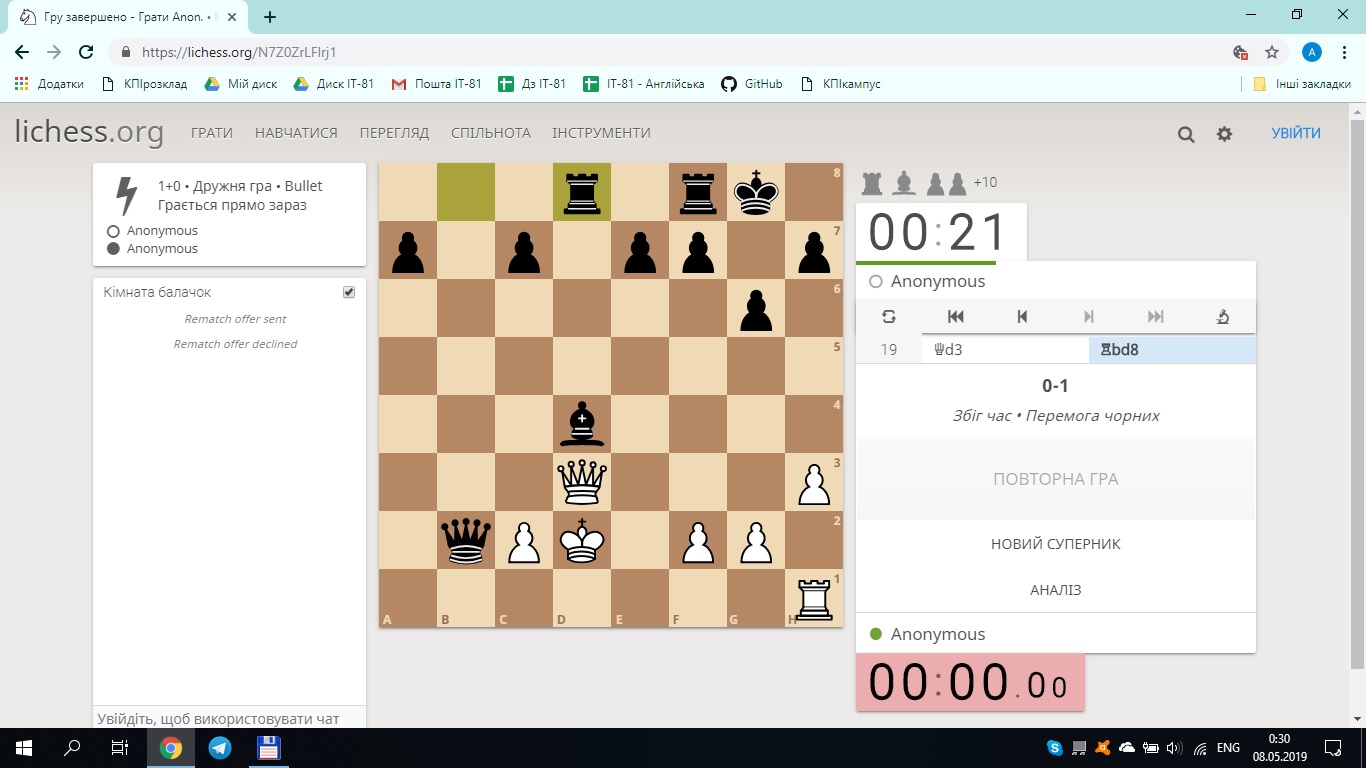 Гру завершено - Грати Anon. •
https://lichess.org/N7Z0ZrLFIrj1
A
Додатки
КПІрозклад
Мій диск
Диск ІТ-81
Пошта ІТ-81
Дз ІТ-81
ІТ-81 - Англійська
GitHub
КПІкампус
Інші закладки
lichess.org
ГРАТИ
НАВЧАТИСЯ
ПЕРЕГЛЯД
СПІЛЬНОТА
ІНСТРУМЕНТИ
УВІЙТИ
1+0 • Дружня гра • Bullet
Грається прямо зараз
Anonymous
Anonymous
Кімната балачок
Rematch offer sent
Rematch offer declined
Увійдіть, щоб використовувати чат
8
7
6
5
4
3
2
1
A B C D E F G H
+10
00:21
Anonymous
19 ♕d3 ♖bd8
0-1
Збіг час • Перемога чорних
ПОВТОРНА ГРА
НОВИЙ СУПЕРНИК
АНАЛІЗ
Anonymous
00:00.00
ENG
0:30
08.05.2019